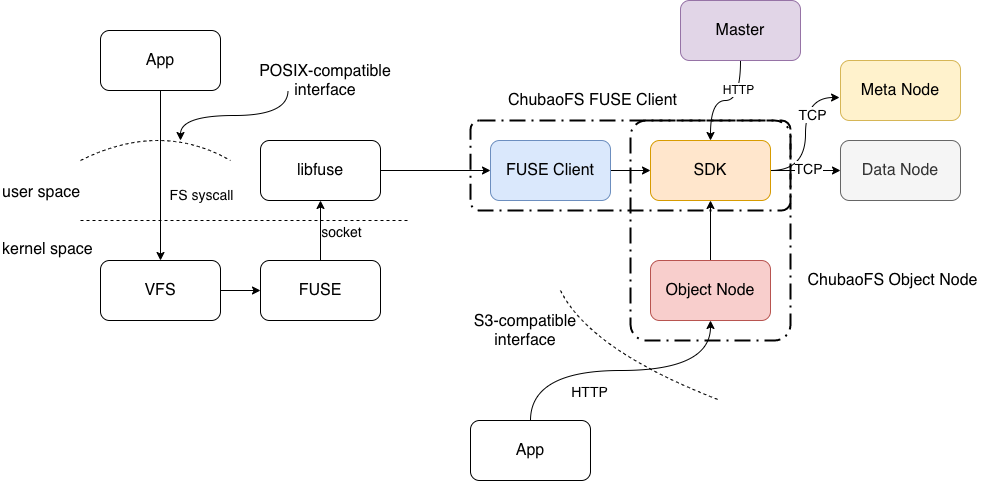 Master
App
POSIX-compatible
interface
HTTP
ChubaoFS FUSE Client
Meta Node
TCP
libfuse
FUSE Client
SDK
TCP
Data Node
user space
FS syscall
kernel space
socket
VFS
FUSE
Object Node
ChubaoFS Object Node
S3-compatible
interface
HTTP
App